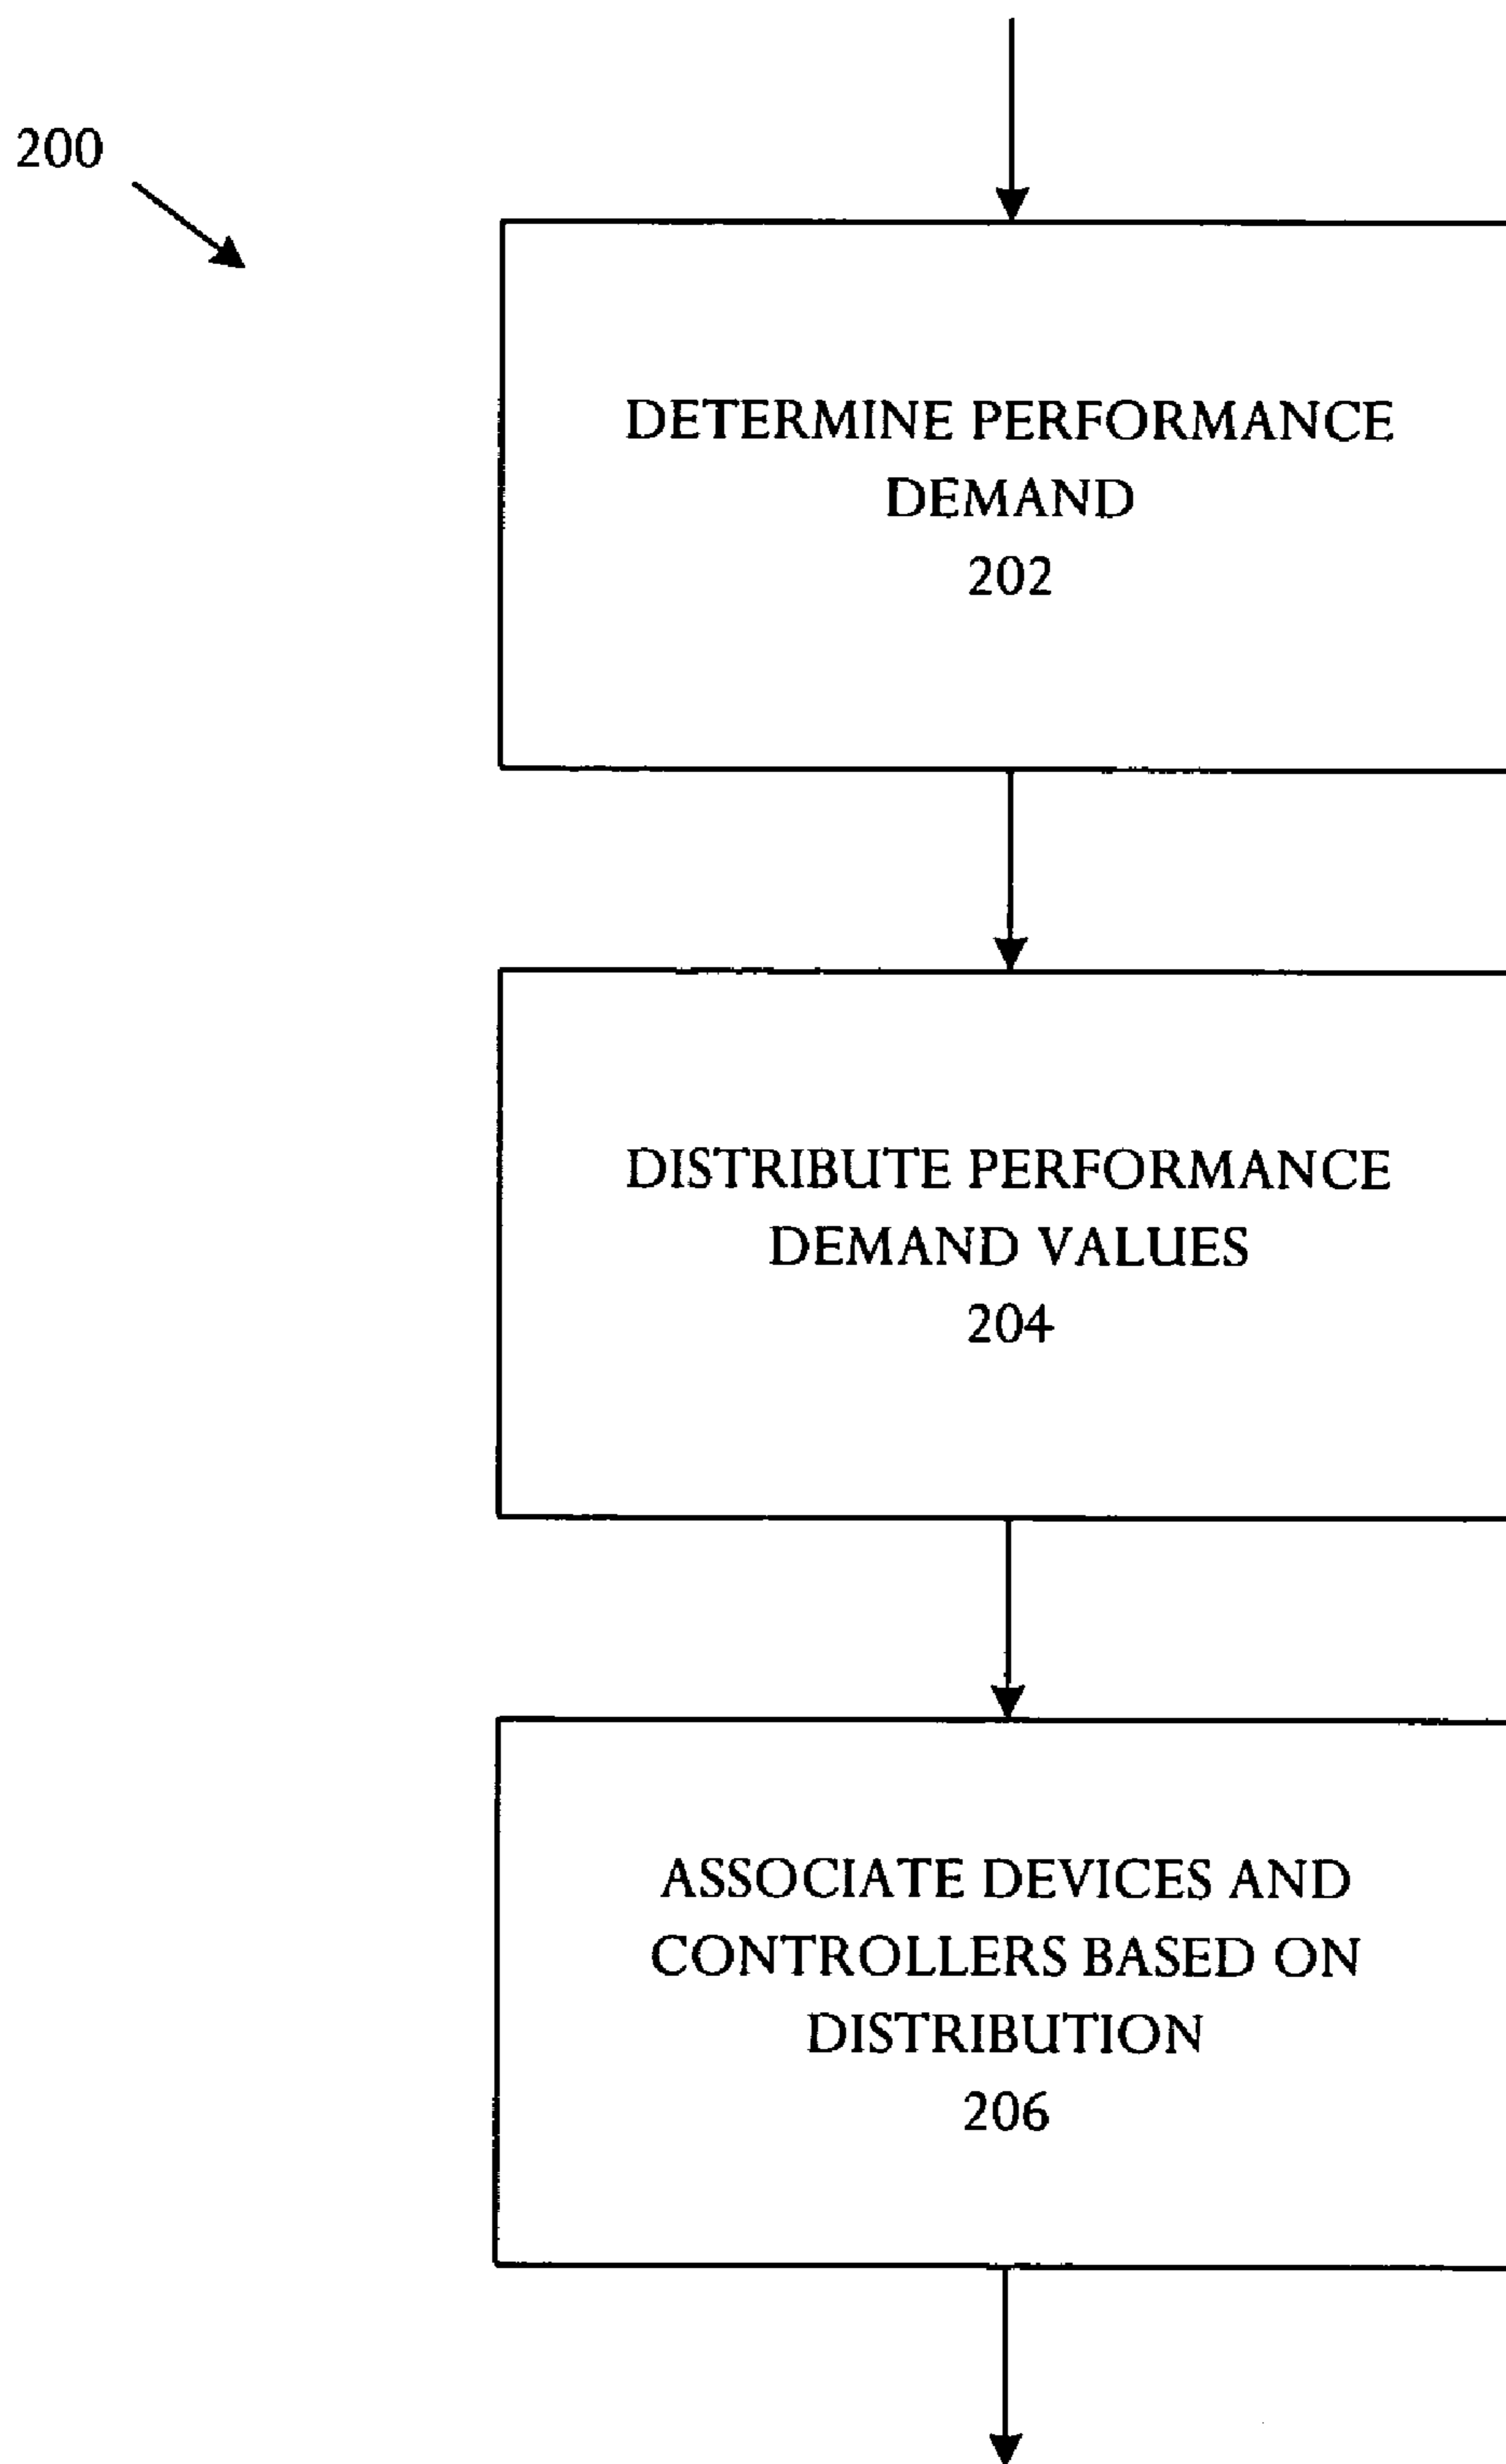 200
DETERMINE PERFORMANCE
DEMAND
202
DISTRIBUTE PERFORMANCE
DEMAND VALUES
204
ASSOCIATE DEVICES AND
CONTROLLERS BASED ON
DISTRIBUTION
206